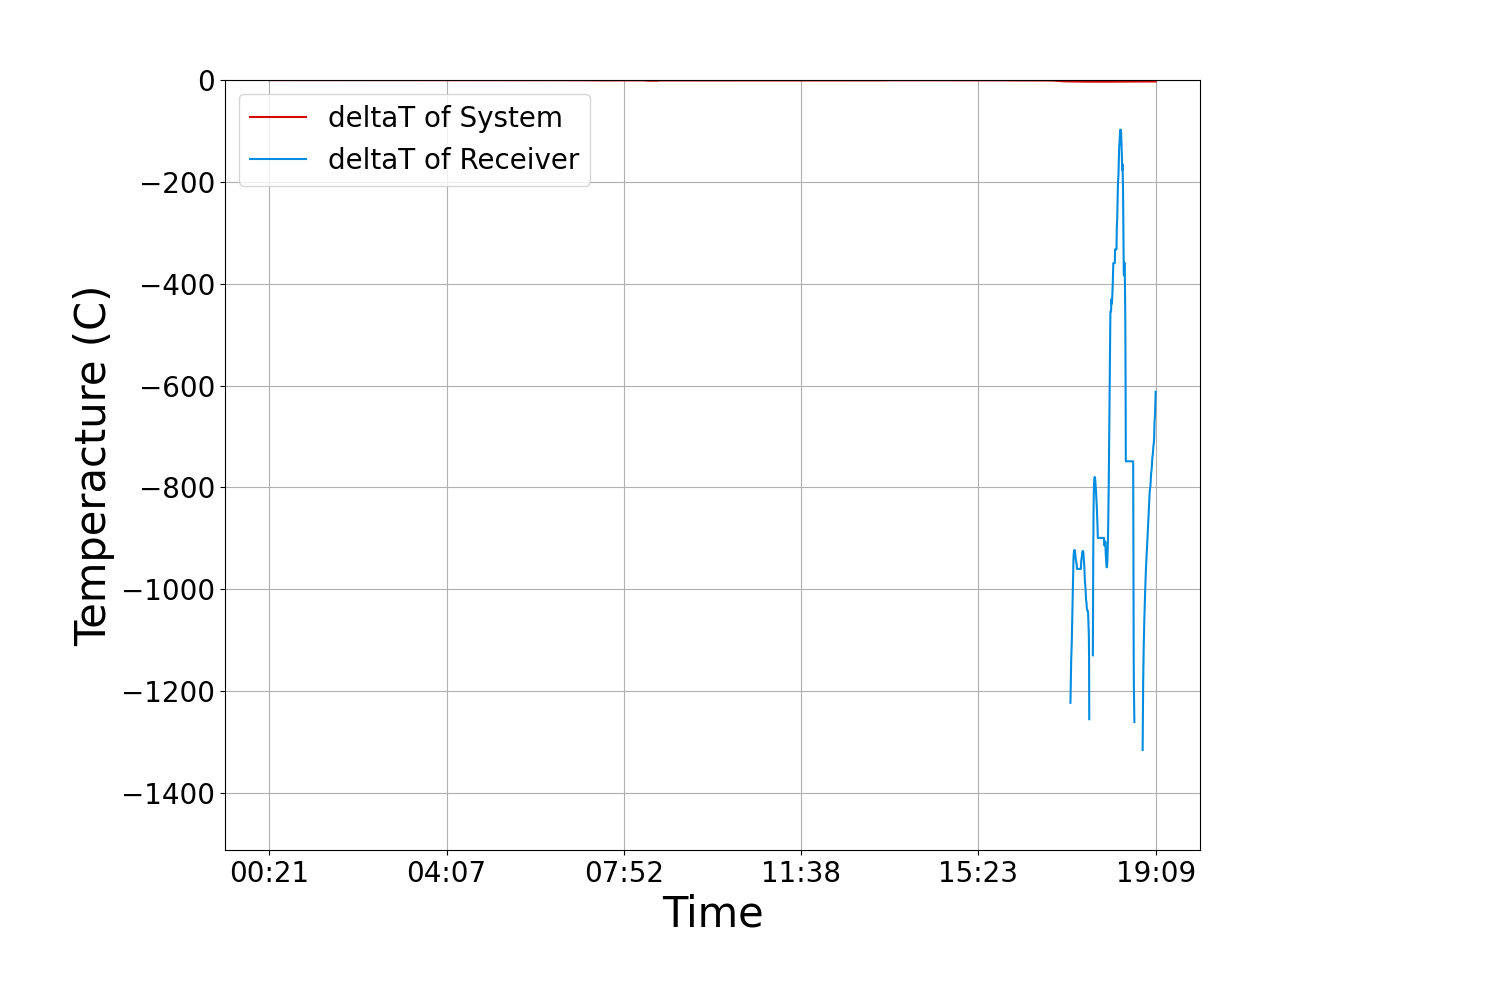 deltaT of System
deltaT of Receiver
Temperacture (C)
0
−200
−400
−600
−800
−1000
−1200
−1400
00:21 04:07 07:52 11:38 15:23 19:09
Time